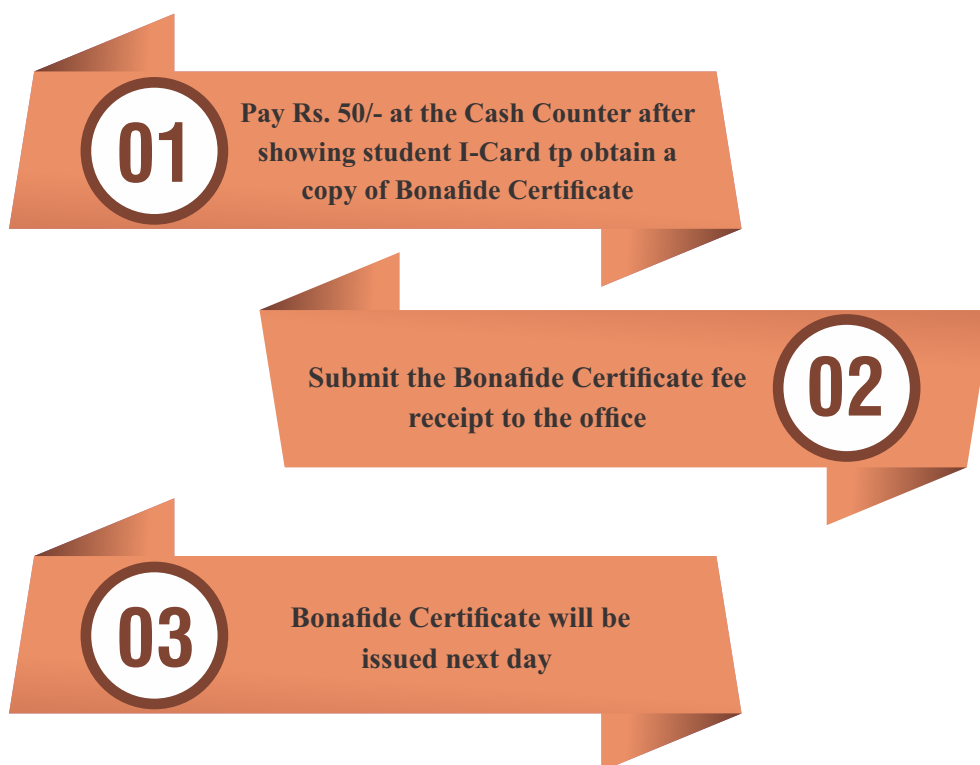 01
Pay Rs. 50/- at the Cash Counter after
showing student I-Card tp obtain a
copy of Bonafide Certificate
Submit the Bonafide Certificate fee
receipt to the office
02
03
Bonafide Certificate will be
issued next day